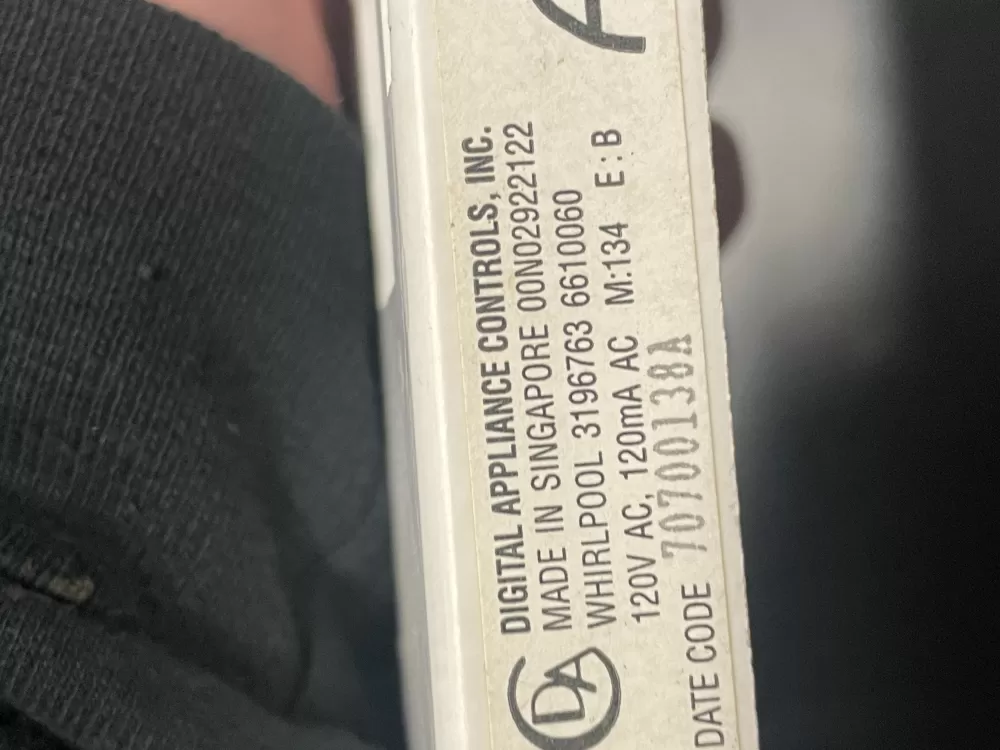 DIGITAL APPLIANCE CONTROLS, INC.
MADE IN SINGAPORE 00N02922122
WHIRLPOOL 3196763 6610060
120V AC, 120mA AC M:134 E:B
DATE CODE 70700138A
DA